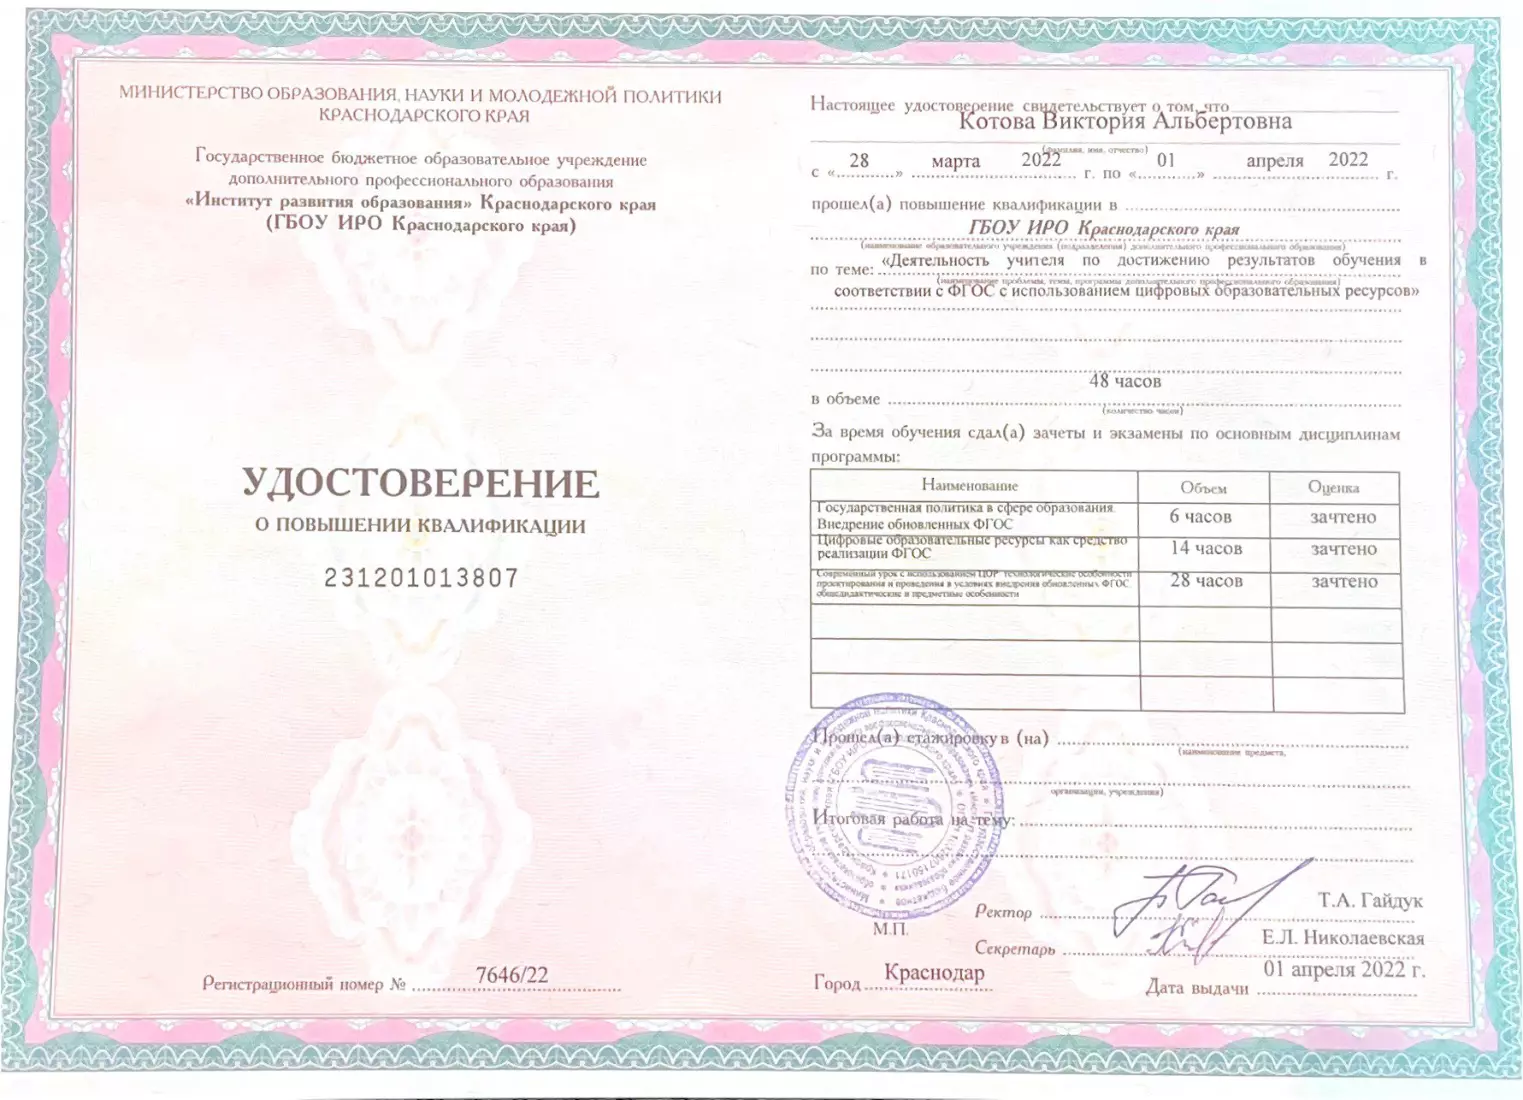 МИНИСТЕРСТВО ОБРАЗОВАНИЯ, НАУКИ И МОЛОДЕЖНОЙ ПОЛИТИКИ
КРАСНОДАРСКОГО КРАЯ
Государственное бюджетное образовательное учреждение
дополнительного профессионального образования
«Институт развития образования» Краснодарского края
(ГБОУ ИРО Краснодарского края)
УДОСТОВЕРЕНИЕ
О ПОВЫШЕНИИ КВАЛИФИКАЦИИ
231201013807
Регистрационный номер № 7646/22
Настоящее удостоверение свидетельствует о том, что
Котова Виктория Альбертовна
(фамилия, имя, отчество)
с «28» марта 2022 г. по «01» апреля 2022 г.
прошел(а) повышение квалификации в
ГБОУ ИРО Краснодарского края
(наименование образовательного учреждения (подразделения) дополнительного профессионального образования)
по теме: «Деятельность учителя по достижению результатов обучения в
(наименование проблемы, темы, программы дополнительного профессионального образования)
соответствии с ФГОС с использованием цифровых образовательных ресурсов»
48 часов
в объеме
(количество часов)
За время обучения сдал(а) зачеты и экзамены по основным дисциплинам
программы:
Наименование Объем Оценка
Государственная политика в сфере образования.
Внедрение обновленных ФГОС 6 часов зачтено
Цифровые образовательные ресурсы как средство
реализации ФГОС 14 часов зачтено
Современный урок с использованием ЦОР: технологические особенности
проектирования и проведения в условиях внедрения обновленных ФГОС,
общедидактические и предметные особенности 28 часов зачтено
Прошел(а) стажировку в (на)
(наименование предмета,
организации, учреждения)
Итоговая работа на тему:
Ректор Т.А. Гайдук
М.П.
Секретарь Е.Л. Николаевская
Город Краснодар
Дата выдачи 01 апреля 2022 г.